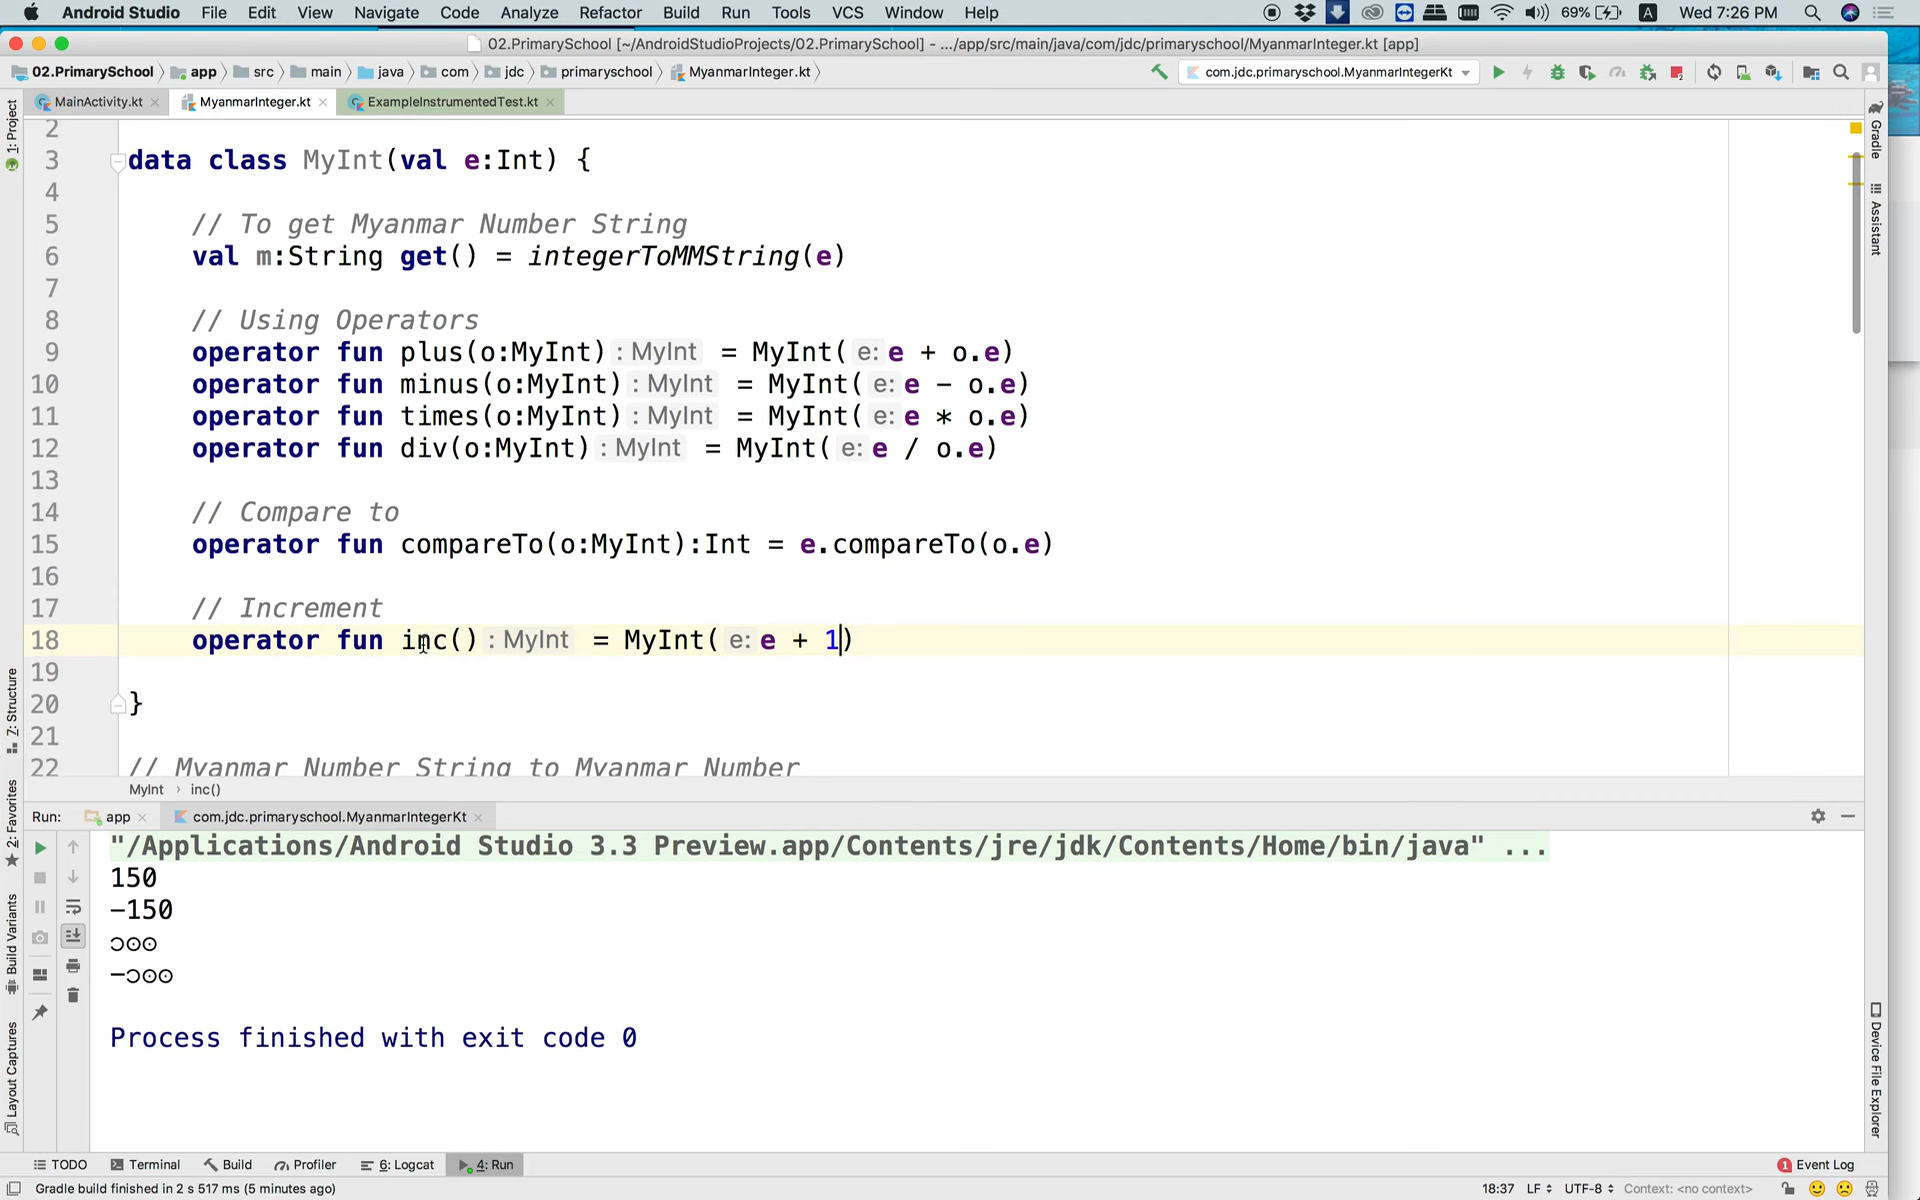 Android Studio File Edit View Navigate Code Analyze Refactor Build Run Tools VCS Window Help 69% A Wed 7:26 PM
02.PrimarySchool [~/AndroidStudioProjects/02.PrimarySchool] - .../app/src/main/java/com/jdc/primaryschool/MyanmarInteger.kt [app]
02.PrimarySchool app src main java com jdc primaryschool MyanmarInteger.kt com.jdc.primaryschool.MyanmarIntegerKt
MainActivity.kt MyanmarInteger.kt ExampleInstrumentedTest.kt
1: Project
Z: Structure
2: Favorites
Build Variants
Layout Captures
Gradle
Assistant
Device File Explorer
2
3 data class MyInt(val e:Int) {
4
5 // To get Myanmar Number String
6 val m:String get() = integerToMMString(e)
7
8 // Using Operators
9 operator fun plus(o:MyInt) : MyInt = MyInt( e: e + o.e)
10 operator fun minus(o:MyInt) : MyInt = MyInt( e: e - o.e)
11 operator fun times(o:MyInt) : MyInt = MyInt( e: e * o.e)
12 operator fun div(o:MyInt) : MyInt = MyInt( e: e / o.e)
13
14 // Compare to
15 operator fun compareTo(o:MyInt):Int = e.compareTo(o.e)
16
17 // Increment
18 operator fun inc() : MyInt = MyInt( e: e + 1)
19
20 }
21
22 // Myanmar Number String to Myanmar Number
MyInt › inc()
Run: app com.jdc.primaryschool.MyanmarIntegerKt
"/Applications/Android Studio 3.3 Preview.app/Contents/jre/jdk/Contents/Home/bin/java" ...
150
-150
၁၀၀
-၁၀၀
Process finished with exit code 0
TODO Terminal Build Profiler 6: Logcat 4: Run 1 Event Log
Gradle build finished in 2 s 517 ms (5 minutes ago) 18:37 LF UTF-8 Context: <no context>